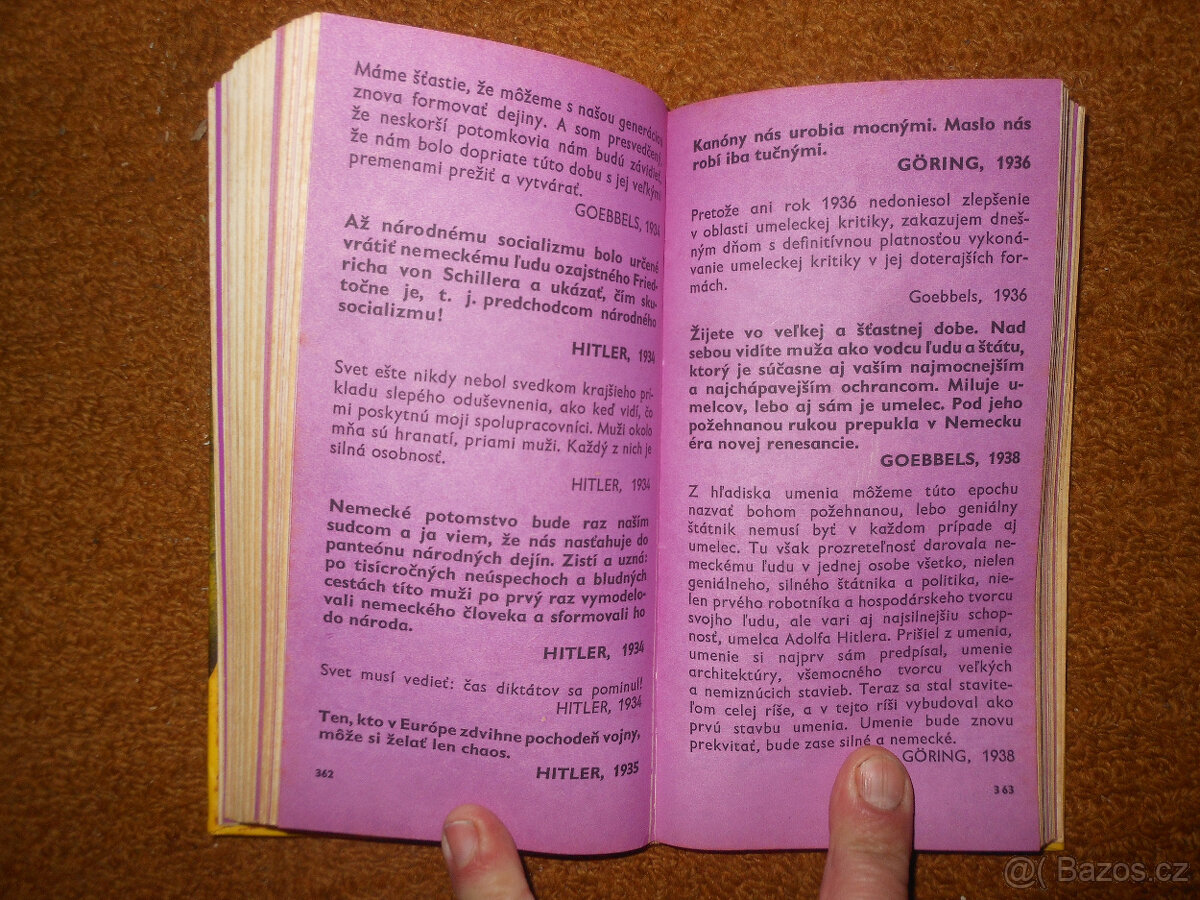 Máme šťastie, že môžeme s našou generáciou
znova formovať dejiny. A som presvedčený,
že neskorší potomkovia nám budú závidieť,
že nám bolo dopriate túto dobu s jej veľkými
premenami prežiť a vytvárať.
GOEBBELS, 1934
Až národnému socializmu bolo určené
vrátiť nemeckému ľudu ozajstného Fried-
richa von Schillera a ukázať, čím sku-
točne je, t. j. predchodcom národného
socializmu!
HITLER, 1934
Svet ešte nikdy nebol svedkom krajšieho prí-
kladu slepého oduševnenia, ako keď vidí, čo
mi poskytnú moji spolupracovníci. Muži okolo
mňa sú hranatí, priami muži. Každý z nich je
silná osobnosť.
HITLER, 1934
Nemecké potomstvo bude raz naším
sudcom a ja viem, že nás nasťahuje do
panteónu národných dejín. Zistí a uzná:
po tisícročných neúspechoch a bludných
cestách títo muži po prvý raz vymodelo-
vali nemeckého človeka a sformovali ho
do národa.
HITLER, 1934
Svet musí vedieť: čas diktátov sa pominul!
HITLER, 1934
Ten, kto v Európe zdvihne pochodeň vojny,
môže si želať len chaos.
HITLER, 1935
362
Kanóny nás urobia mocnými. Maslo nás
robí iba tučnými.
GÖRING, 1936
Pretože ani rok 1936 nedoniesol zlepšenie
v oblasti umeleckej kritiky, zakazujem dneš-
ným dňom s definitívnou platnosťou vykoná-
vanie umeleckej kritiky v jej doterajších for-
mách.
Goebbels, 1936
Žijete vo veľkej a šťastnej dobe. Nad
sebou vidíte muža ako vodcu ľudu a štátu,
ktorý je súčasne aj vaším najmocnejším
a najchápavejším ochrancom. Miluje u-
melcov, lebo aj sám je umelec. Pod jeho
požehnanou rukou prepukla v Nemecku
éra novej renesancie.
GOEBBELS, 1938
Z hľadiska umenia môžeme túto epochu
nazvať bohom požehnanou, lebo geniálny
štátnik nemusí byť v každom prípade aj
umelec. Tu však prozreteľnosť darovala ne-
meckému ľudu v jednej osobe všetko, nielen
geniálneho, silného štátnika a politika, nie-
len prvého robotníka a hospodárskeho tvorcu
svojho ľudu, ale vari aj najsilnejšiu schop-
nosť, umelca Adolfa Hitlera. Prišiel z umenia,
umenie si najprv sám predpísal, umenie
architektúry, všemocného tvorcu veľkých
a nemiznúcich stavieb. Teraz sa stal stavite-
ľom celej ríše, a v tejto ríši vybudoval ako
prvú stavbu umenia. Umenie bude znovu
prekvitať, bude zase silné a nemecké.
GÖRING, 1938
363
@( Bazos.cz